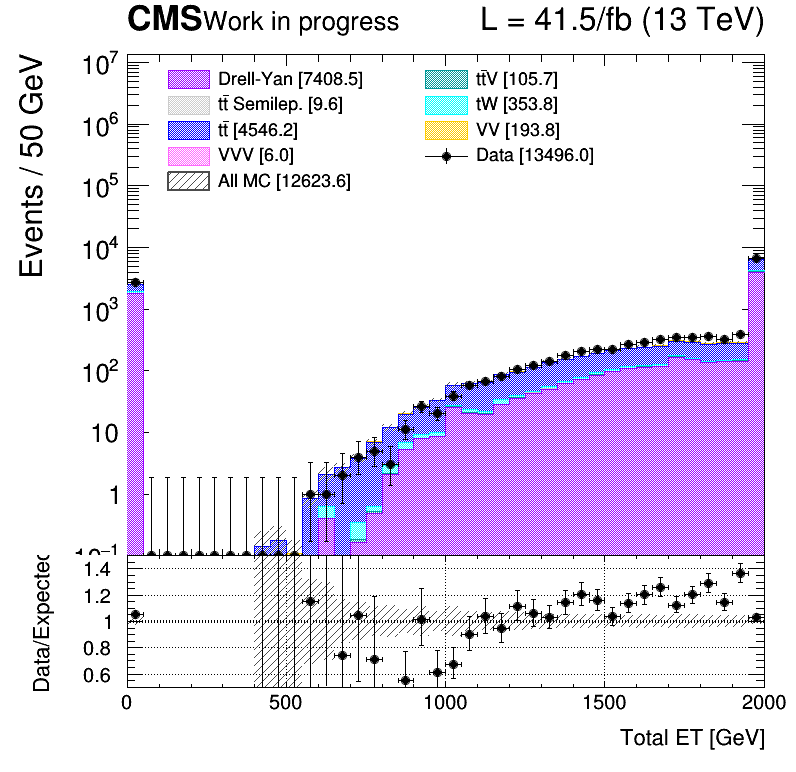 CMS Work in progress L = 41.5/fb (13 TeV)
Events / 50 GeV
10⁷
10⁶
10⁵
10⁴
10³
10²
10
1
10⁻¹
Drell-Yan [7408.5]
tt̄ Semilep. [9.6]
tt̄ [4546.2]
VVV [6.0]
All MC [12623.6]
tt̄V [105.7]
tW [353.8]
VV [193.8]
Data [13496.0]
Data/Expected
1.4
1.2
1
0.8
0.6
0 500 1000 1500 2000
Total ET [GeV]